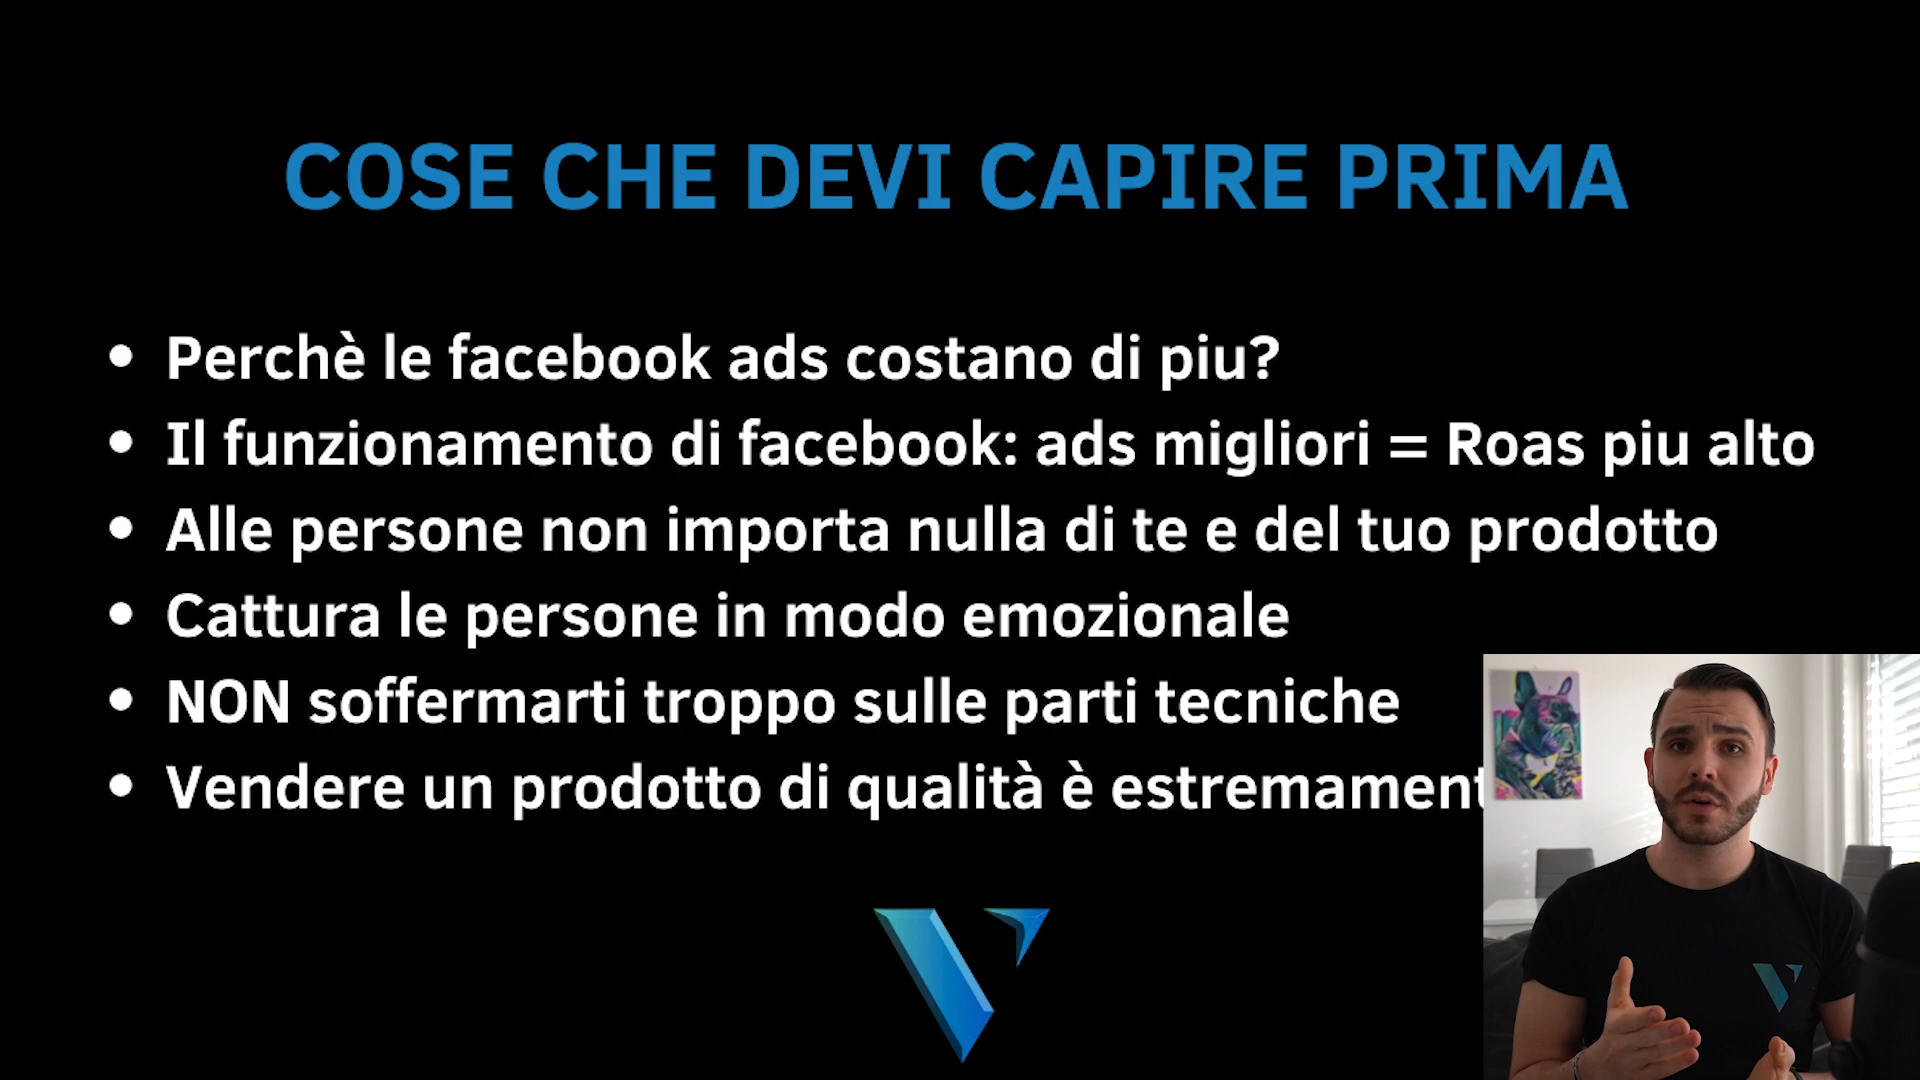 COSE CHE DEVI CAPIRE PRIMA
• Perchè le facebook ads costano di piu?
• Il funzionamento di facebook: ads migliori = Roas piu alto
• Alle persone non importa nulla di te e del tuo prodotto
• Cattura le persone in modo emozionale
• NON soffermarti troppo sulle parti tecniche
• Vendere un prodotto di qualità è